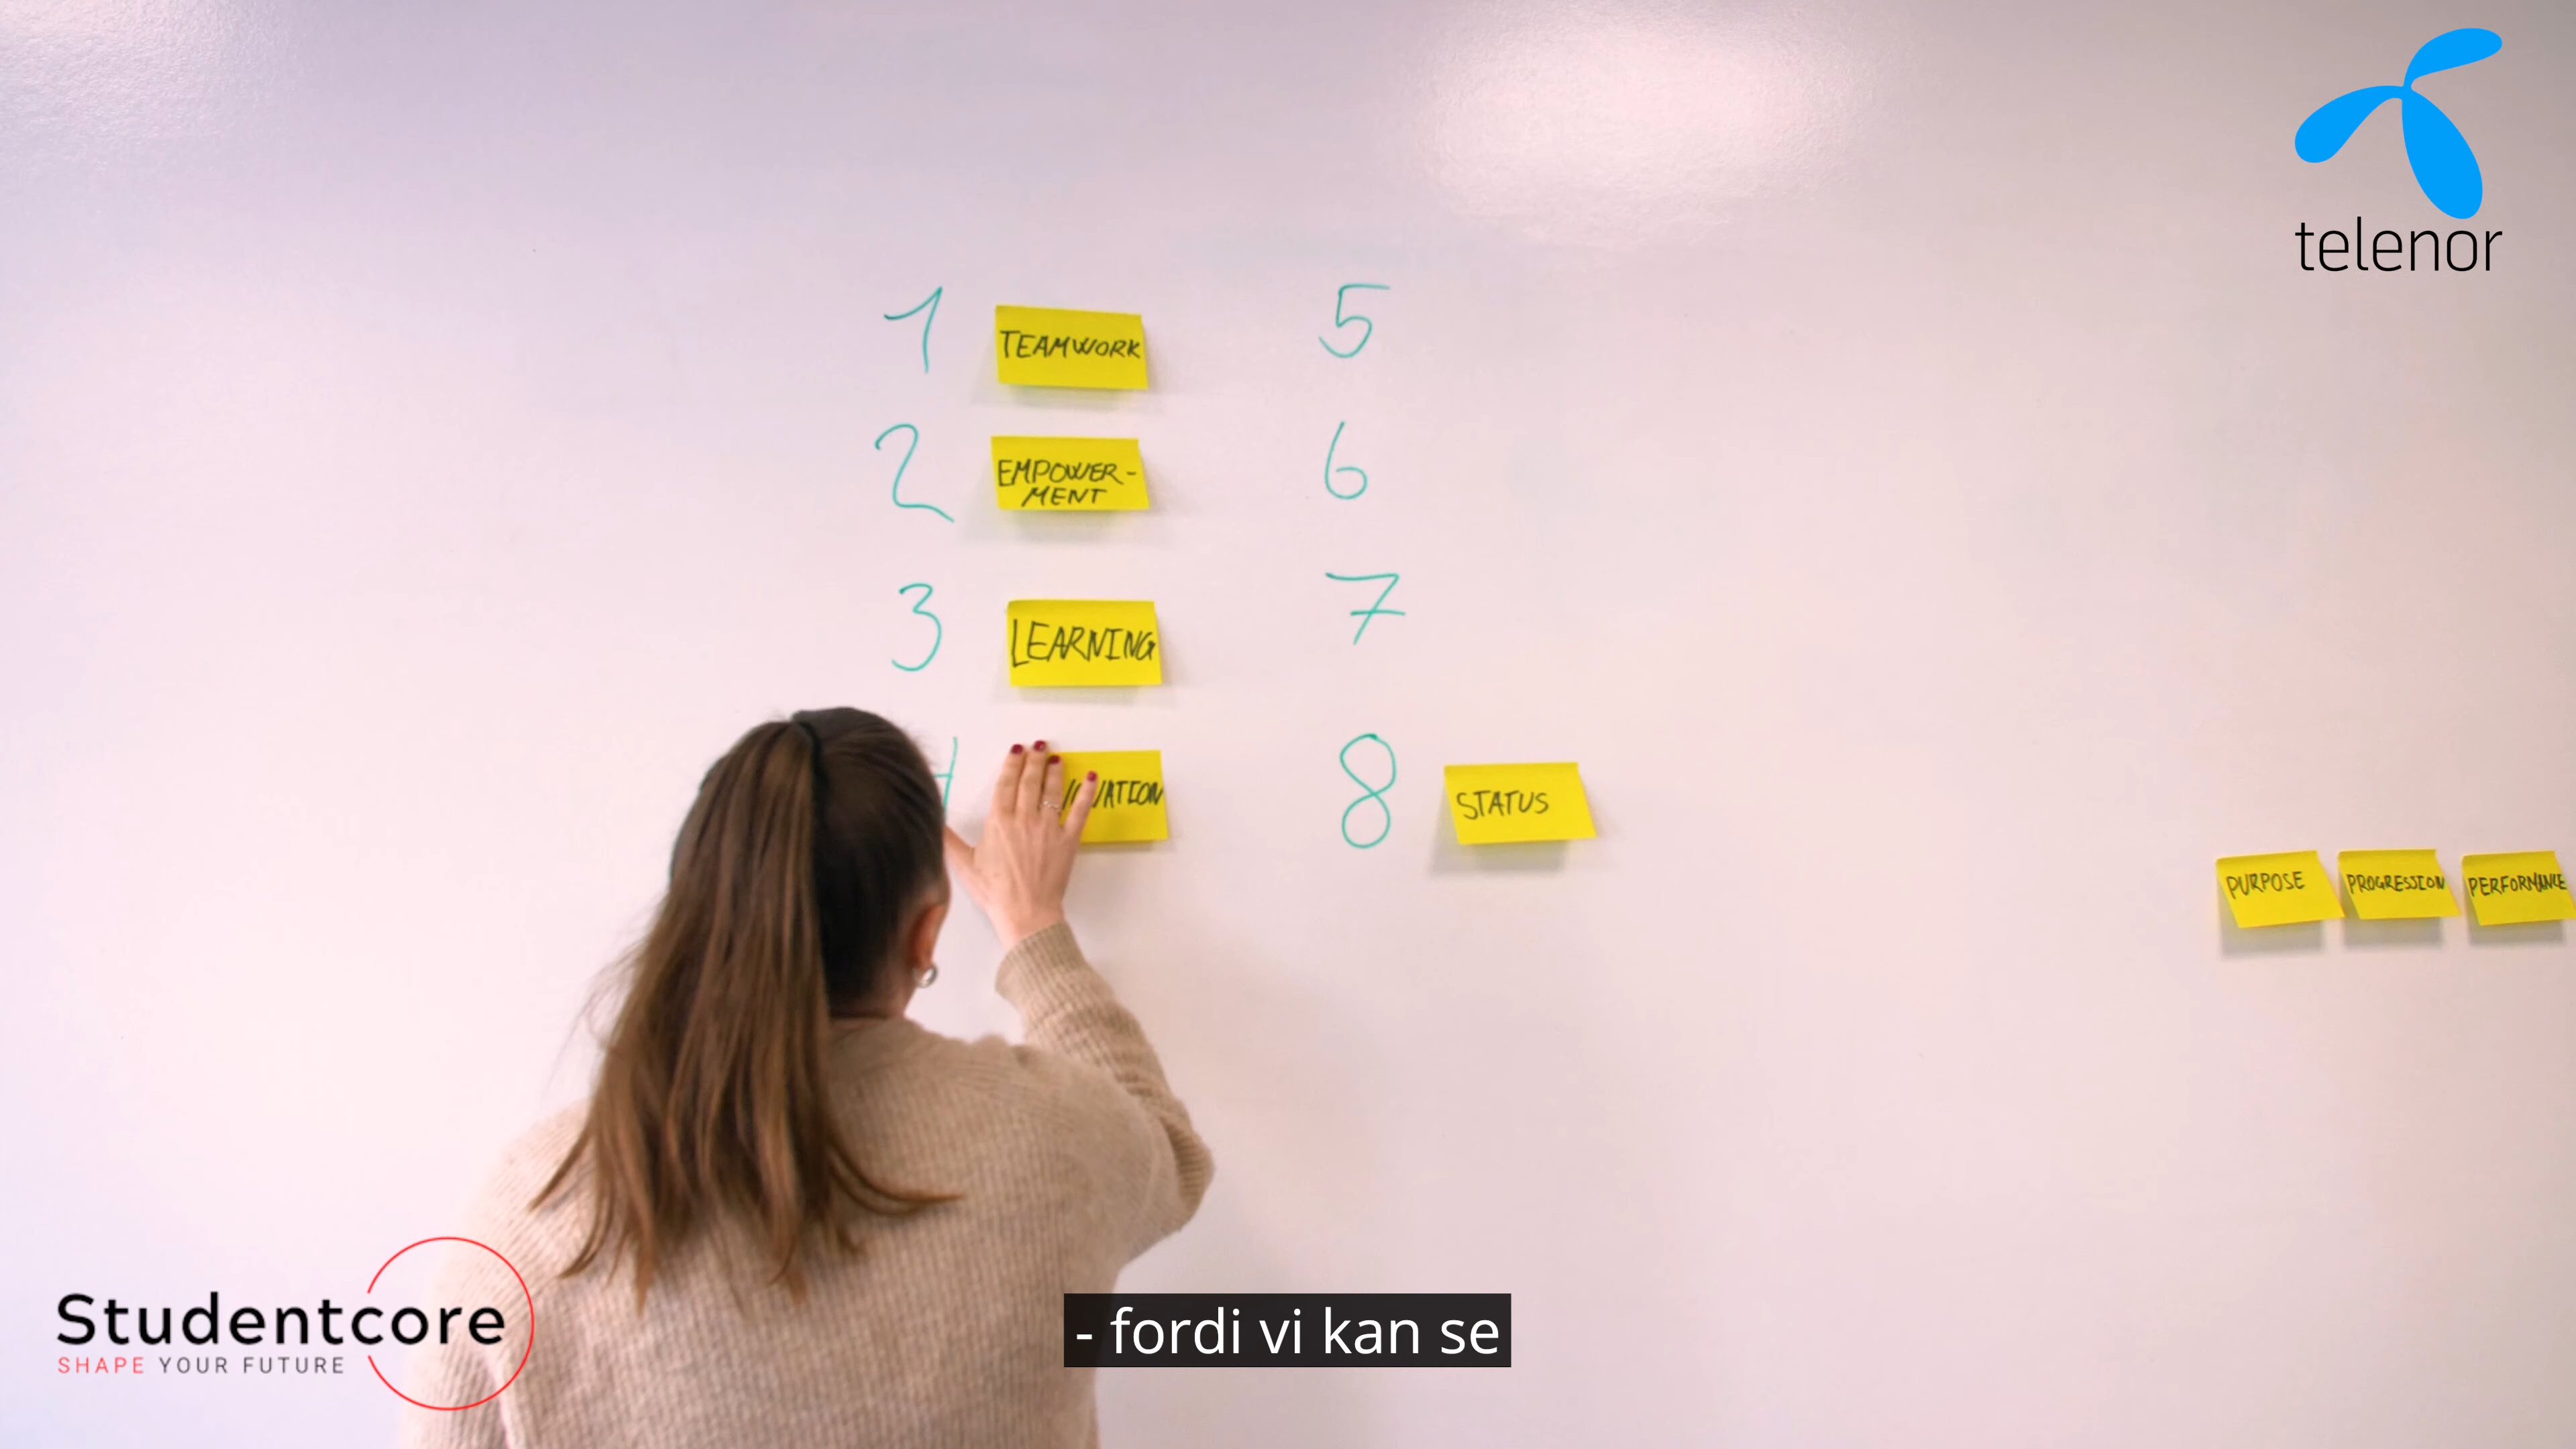 telenor
1 TEAMWORK
2 EMPOWER-
MENT
3 LEARNING
4
5
6
7
8 STATUS
PURPOSE
PROGRESSION
PERFORMANCE
Studentcore
SHAPE YOUR FUTURE
- fordi vi kan se